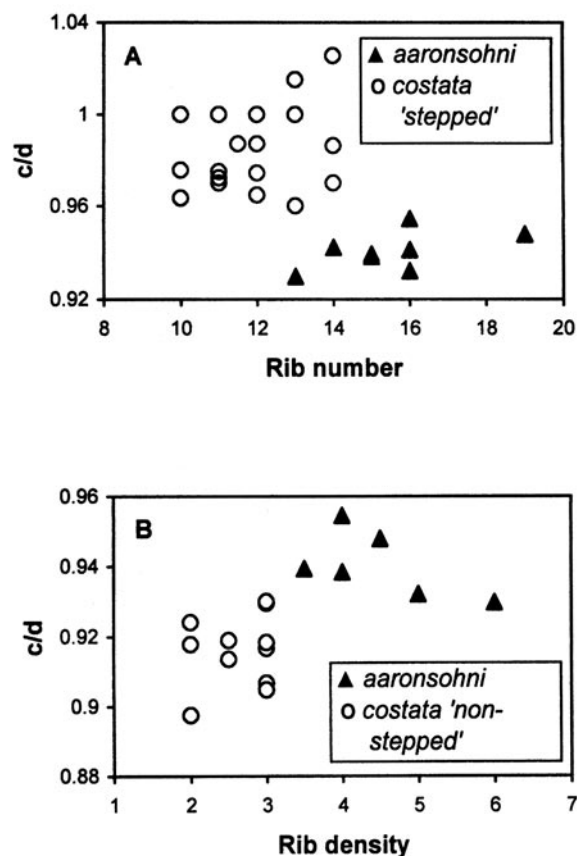 1.04
A
▲ aaronsohni
○ costata
'stepped'
1
c/d
0.96
0.92
8 10 12 14 16 18 20
Rib number
0.96
B
0.94
c/d
0.92
0.9
▲ aaronsohni
○ costata 'non-
stepped'
0.88
1 2 3 4 5 6 7
Rib density